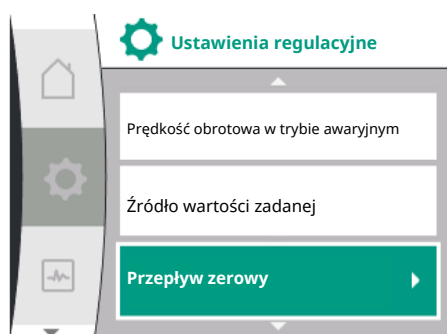 Ustawienia regulacyjne
Prędkość obrotowa w trybie awaryjnym
Źródło wartości zadanej
Przepływ zerowy